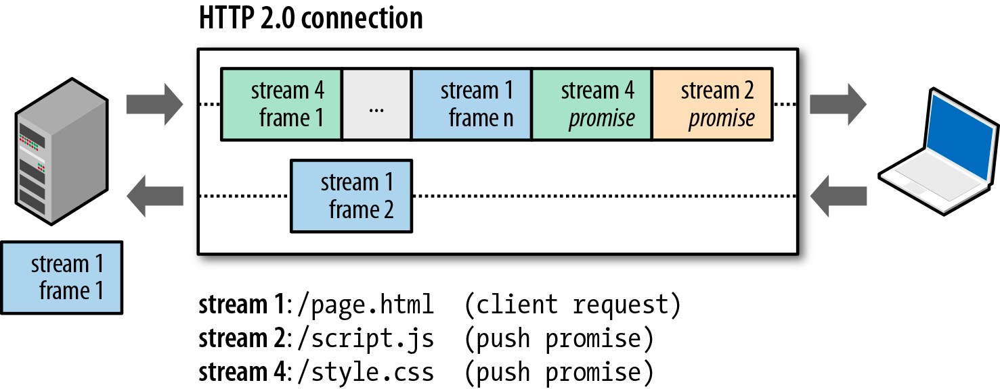 HTTP 2.0 connection
stream 4
frame 1
...
stream 1
frame n
stream 4
promise
stream 2
promise
stream 1
frame 2
stream 1
frame 1
stream 1: /page.html (client request)
stream 2: /script.js (push promise)
stream 4: /style.css (push promise)